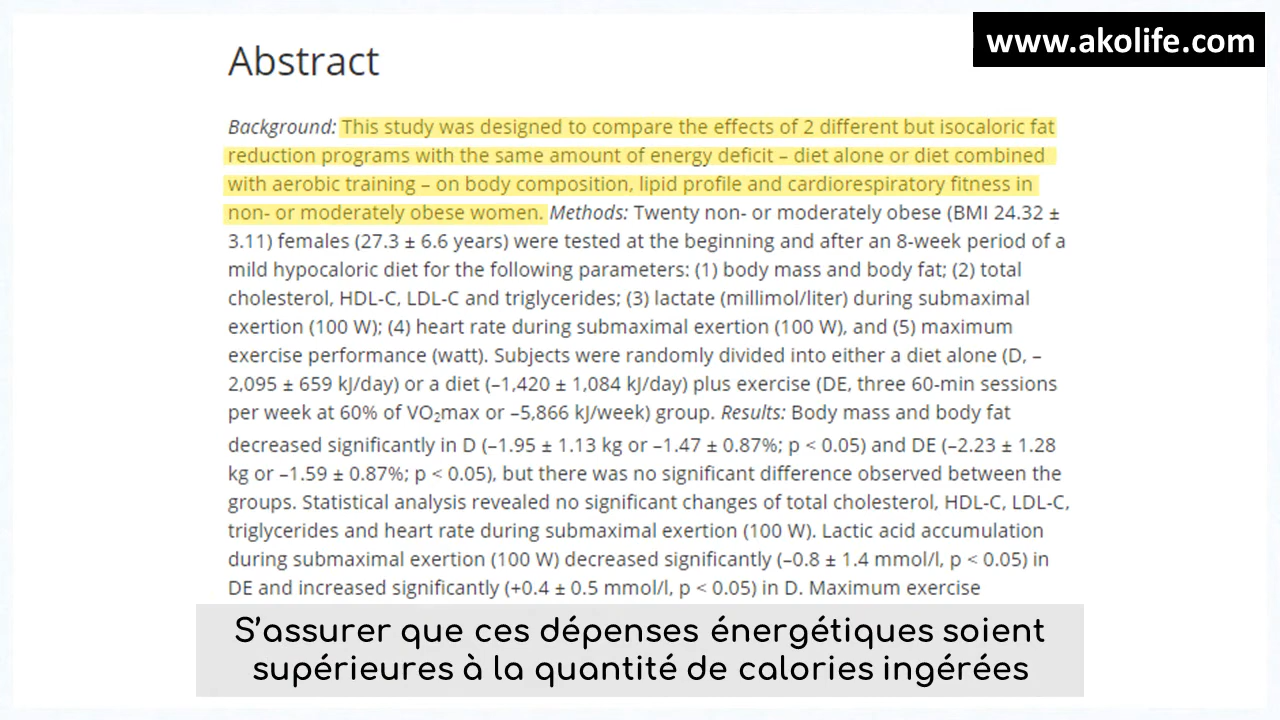 www.akolife.com
Abstract
Background: This study was designed to compare the effects of 2 different but isocaloric fat
reduction programs with the same amount of energy deficit – diet alone or diet combined
with aerobic training – on body composition, lipid profile and cardiorespiratory fitness in
non- or moderately obese women. Methods: Twenty non- or moderately obese (BMI 24.32 ±
3.11) females (27.3 ± 6.6 years) were tested at the beginning and after an 8-week period of a
mild hypocaloric diet for the following parameters: (1) body mass and body fat; (2) total
cholesterol, HDL-C, LDL-C and triglycerides; (3) lactate (millimol/liter) during submaximal
exertion (100 W); (4) heart rate during submaximal exertion (100 W), and (5) maximum
exercise performance (watt). Subjects were randomly divided into either a diet alone (D, –
2,095 ± 659 kJ/day) or a diet (–1,420 ± 1,084 kJ/day) plus exercise (DE, three 60-min sessions
per week at 60% of VO₂max or –5,866 kJ/week) group. Results: Body mass and body fat
decreased significantly in D (–1.95 ± 1.13 kg or –1.47 ± 0.87%; p < 0.05) and DE (–2.23 ± 1.28
kg or –1.59 ± 0.87%; p < 0.05), but there was no significant difference observed between the
groups. Statistical analysis revealed no significant changes of total cholesterol, HDL-C, LDL-C,
triglycerides and heart rate during submaximal exertion (100 W). Lactic acid accumulation
during submaximal exertion (100 W) decreased significantly (–0.8 ± 1.4 mmol/l, p < 0.05) in
DE and increased significantly (+0.4 ± 0.5 mmol/l, p < 0.05) in D. Maximum exercise
S’assurer que ces dépenses énergétiques soient
supérieures à la quantité de calories ingérées